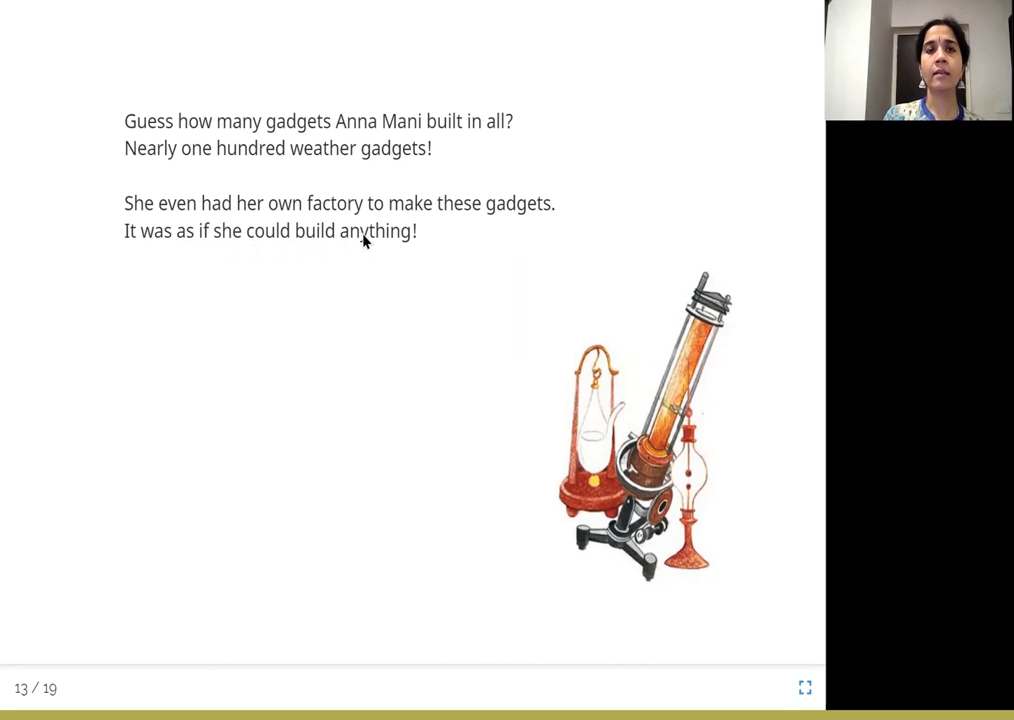 Guess how many gadgets Anna Mani built in all?
Nearly one hundred weather gadgets!
She even had her own factory to make these gadgets.
It was as if she could build anything!
13 / 19